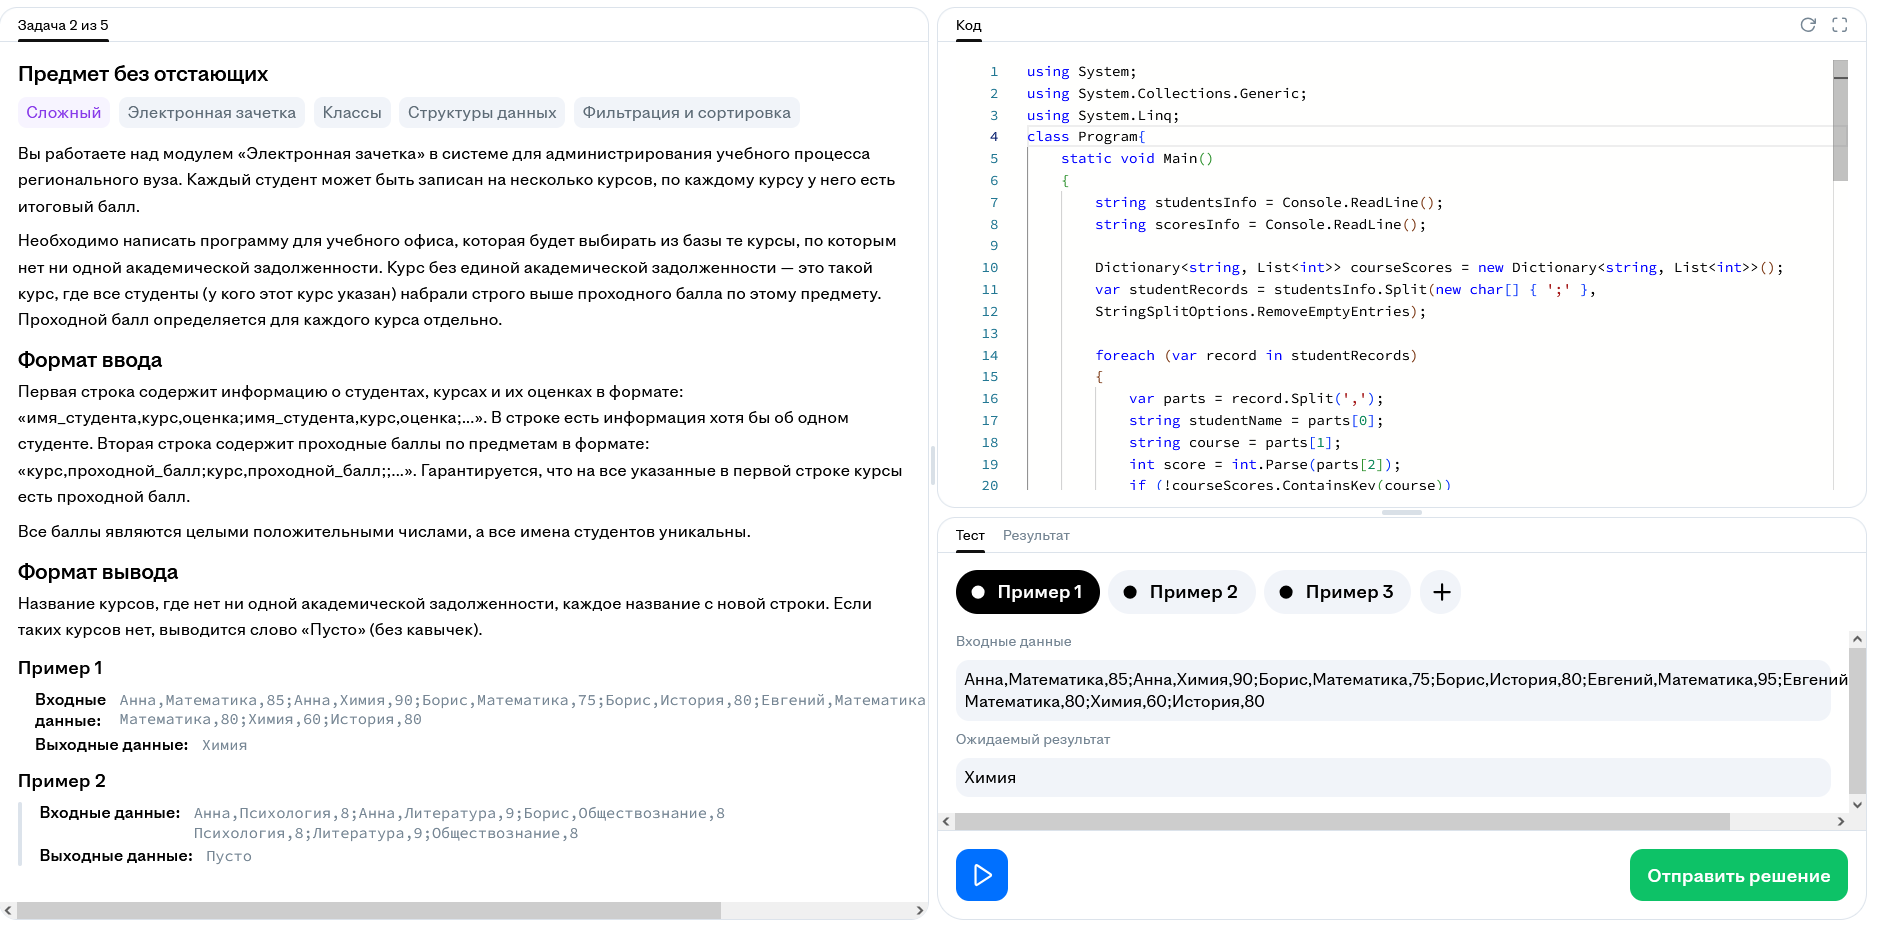 Задача 2 из 5
Предмет без отстающих
Сложный Электронная зачетка Классы Структуры данных Фильтрация и сортировка
Вы работаете над модулем «Электронная зачетка» в системе для администрирования учебного процесса
регионального вуза. Каждый студент может быть записан на несколько курсов, по каждому курсу у него есть
итоговый балл.
Необходимо написать программу для учебного офиса, которая будет выбирать из базы те курсы, по которым
нет ни одной академической задолженности. Курс без единой академической задолженности — это такой
курс, где все студенты (у кого этот курс указан) набрали строго выше проходного балла по этому предмету.
Проходной балл определяется для каждого курса отдельно.
Формат ввода
Первая строка содержит информацию о студентах, курсах и их оценках в формате:
«имя_студента,курс,оценка;имя_студента,курс,оценка;...». В строке есть информация хотя бы об одном
студенте. Вторая строка содержит проходные баллы по предметам в формате:
«курс,проходной_балл;курс,проходной_балл;;...». Гарантируется, что на все указанные в первой строке курсы
есть проходной балл.
Все баллы являются целыми положительными числами, а все имена студентов уникальны.
Формат вывода
Название курсов, где нет ни одной академической задолженности, каждое название с новой строки. Если
таких курсов нет, выводится слово «Пусто» (без кавычек).
Пример 1
Входные данные: Анна,Математика,85;Анна,Химия,90;Борис,Математика,75;Борис,История,80;Евгений,Математика
Математика,80;Химия,60;История,80
Выходные данные: Химия
Пример 2
Входные данные: Анна,Психология,8;Анна,Литература,9;Борис,Обществознание,8
Психология,8;Литература,9;Обществознание,8
Выходные данные: Пусто
Код
1 using System;
2 using System.Collections.Generic;
3 using System.Linq;
4 class Program{
5 static void Main()
6 {
7 string studentsInfo = Console.ReadLine();
8 string scoresInfo = Console.ReadLine();
9
10 Dictionary<string, List<int>> courseScores = new Dictionary<string, List<int>>();
11 var studentRecords = studentsInfo.Split(new char[] { ';' },
12 StringSplitOptions.RemoveEmptyEntries);
13
14 foreach (var record in studentRecords)
15 {
16 var parts = record.Split(',');
17 string studentName = parts[0];
18 string course = parts[1];
19 int score = int.Parse(parts[2]);
20 if (!courseScores.ContainsKey(course))
Тест Результат
Пример 1 Пример 2 Пример 3 +
Входные данные
Анна,Математика,85;Анна,Химия,90;Борис,Математика,75;Борис,История,80;Евгений,Математика,95;Евгений
Математика,80;Химия,60;История,80
Ожидаемый результат
Химия
Отправить решение